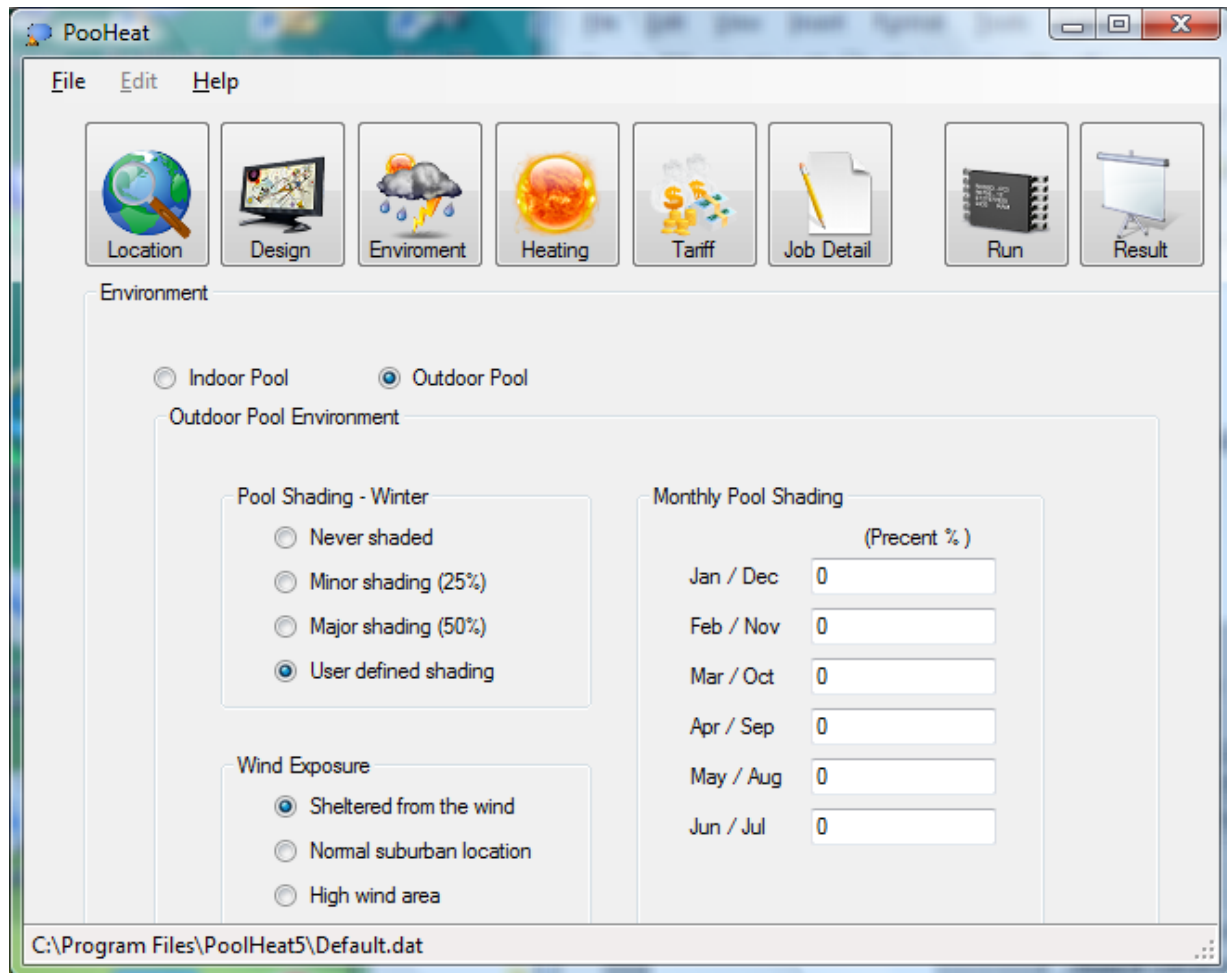 PooHeat
File Edit Help
Location Design Enviroment Heating Tariff Job Detail Run Result
Environment
Indoor Pool Outdoor Pool
Outdoor Pool Environment
Pool Shading - Winter
Never shaded
Minor shading (25%)
Major shading (50%)
User defined shading
Wind Exposure
Sheltered from the wind
Normal suburban location
High wind area
Monthly Pool Shading
(Precent % )
Jan / Dec 0
Feb / Nov 0
Mar / Oct 0
Apr / Sep 0
May / Aug 0
Jun / Jul 0
C:\Program Files\PoolHeat5\Default.dat